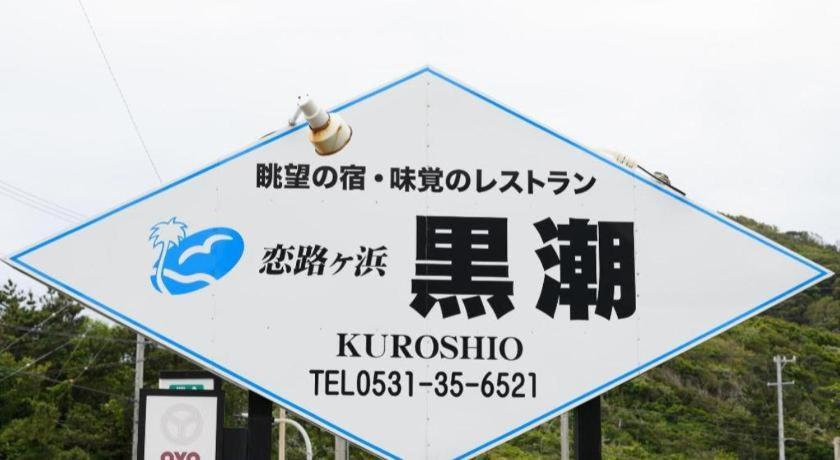 眺望の宿・味覚のレストラン
恋路ヶ浜 黒潮
KUROSHIO
TEL0531-35-6521
OYO